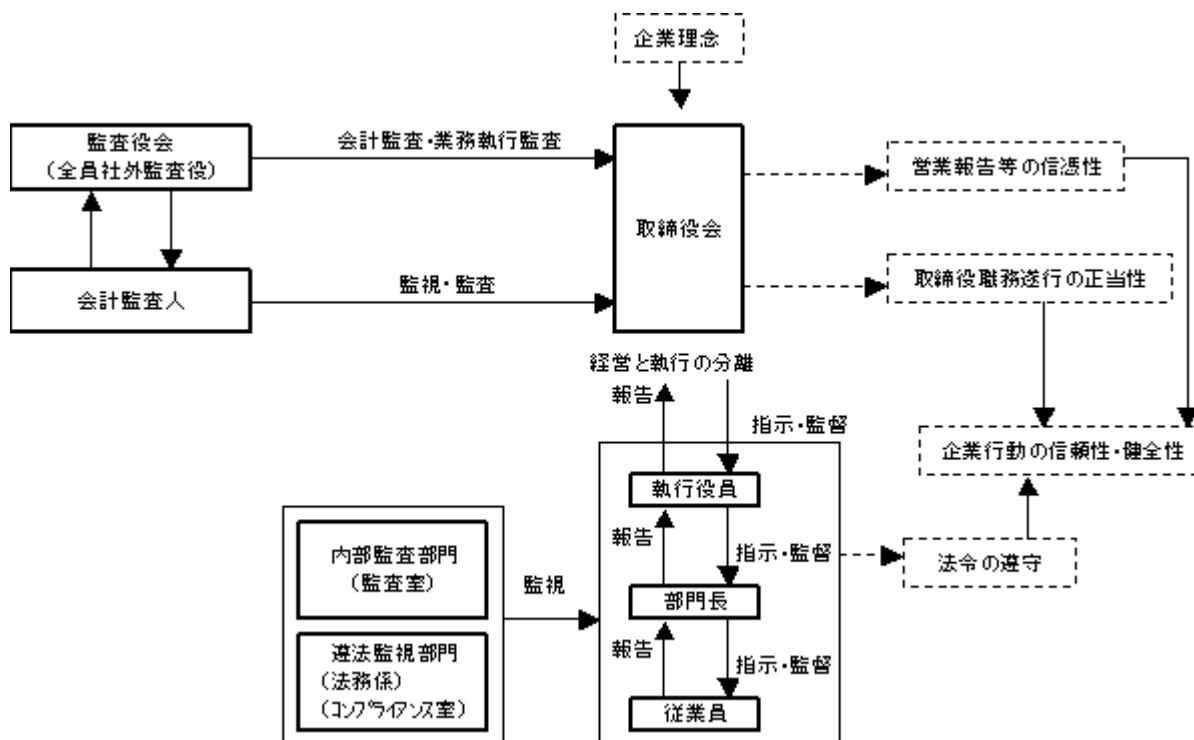 企業理念
監査役会
(全員社外監査役)
会計監査・業務執行監査
取締役会
営業報告等の信憑性
会計監査人
監視・監査
取締役職務遂行の正当性
経営と執行の分離
報告
指示・監督
企業行動の信頼性・健全性
執行役員
内部監査部門
(監査室)
監視
報告
指示・監督
法令の遵守
部門長
違法監視部門
(法務係)
(コンプライアンス室)
報告
指示・監督
従業員